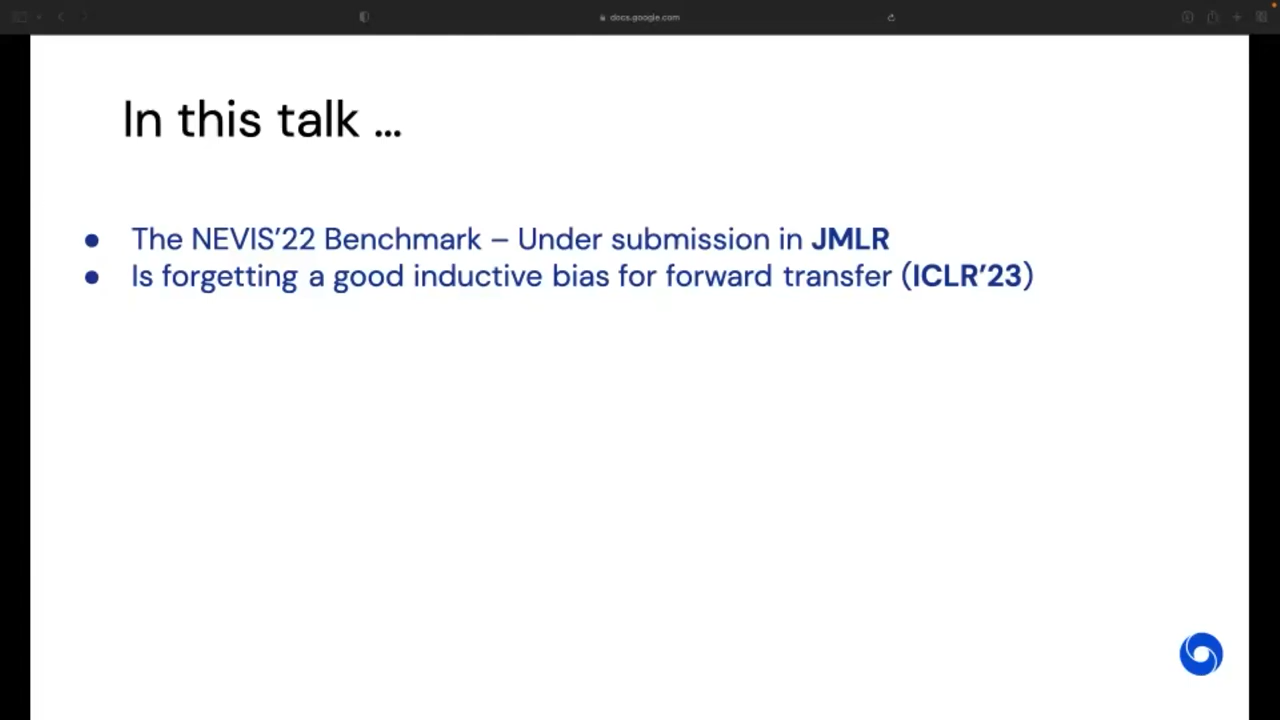 docs.google.com
In this talk ...
● The NEVIS'22 Benchmark – Under submission in JMLR
● Is forgetting a good inductive bias for forward transfer (ICLR'23)